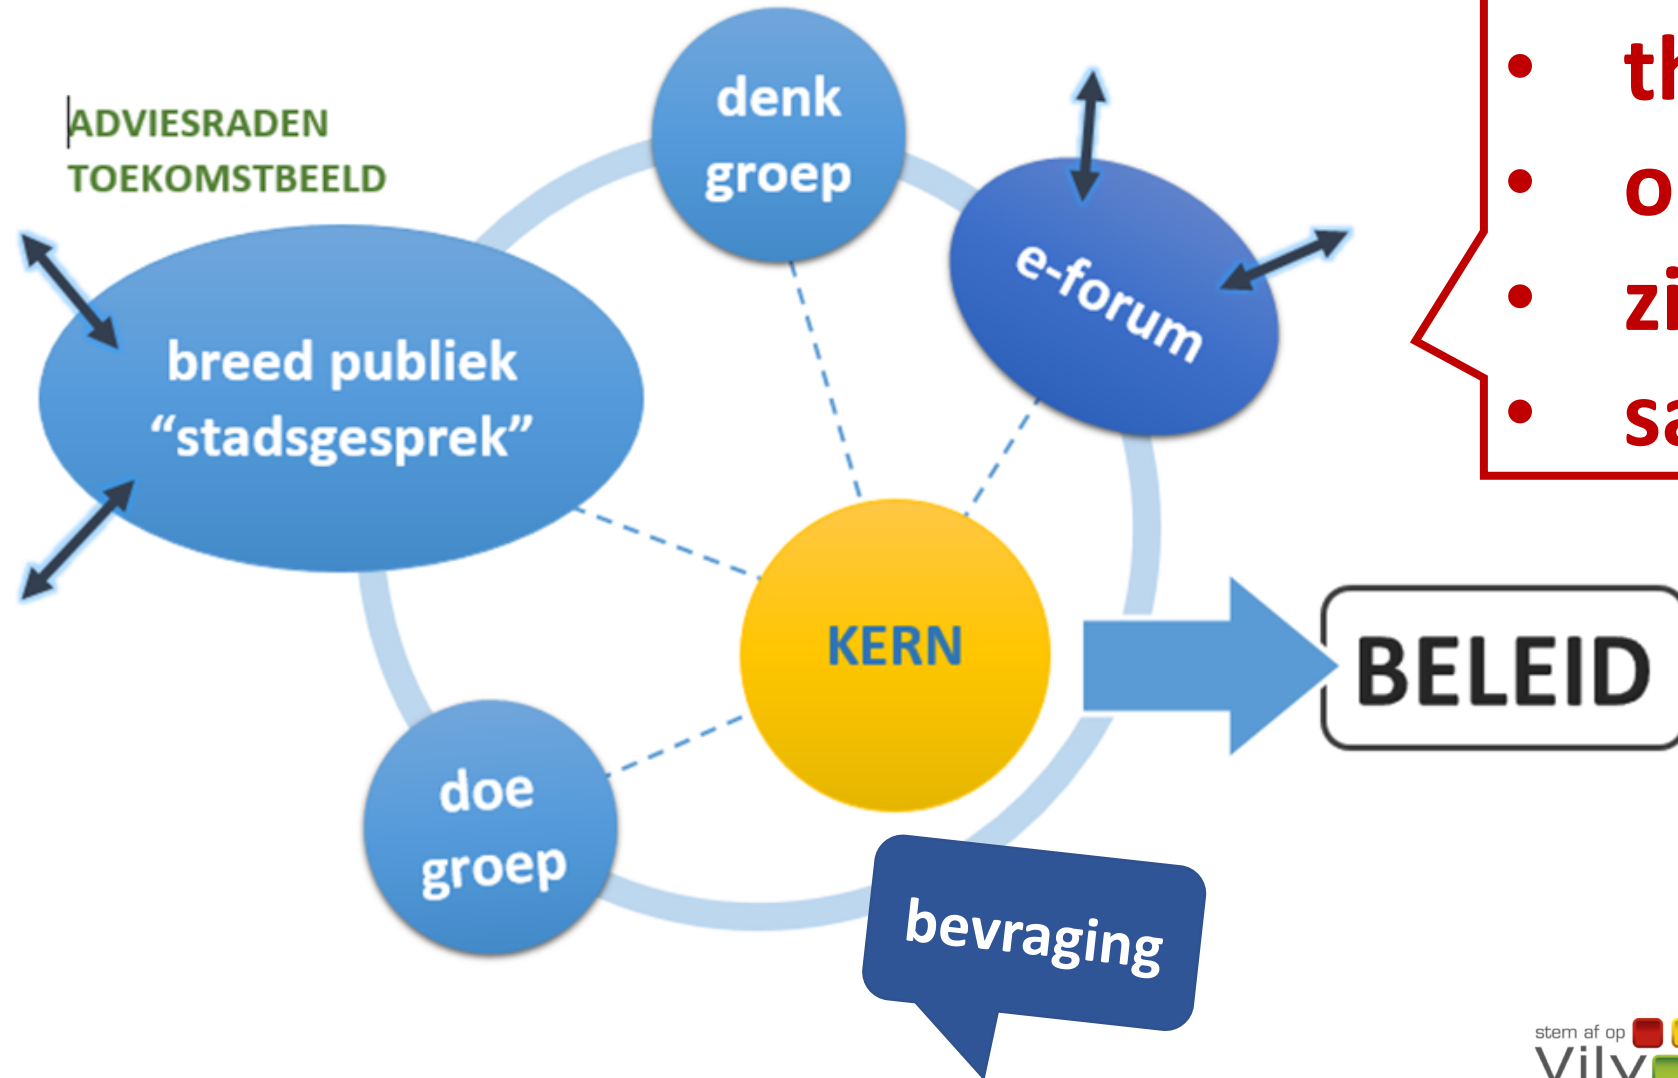 ADVIESRADEN
TOEKOMSTBEELD
denk
groep
e-forum
breed publiek
“stadsgesprek”
KERN
BELEID
doe
groep
bevraging
stem af op